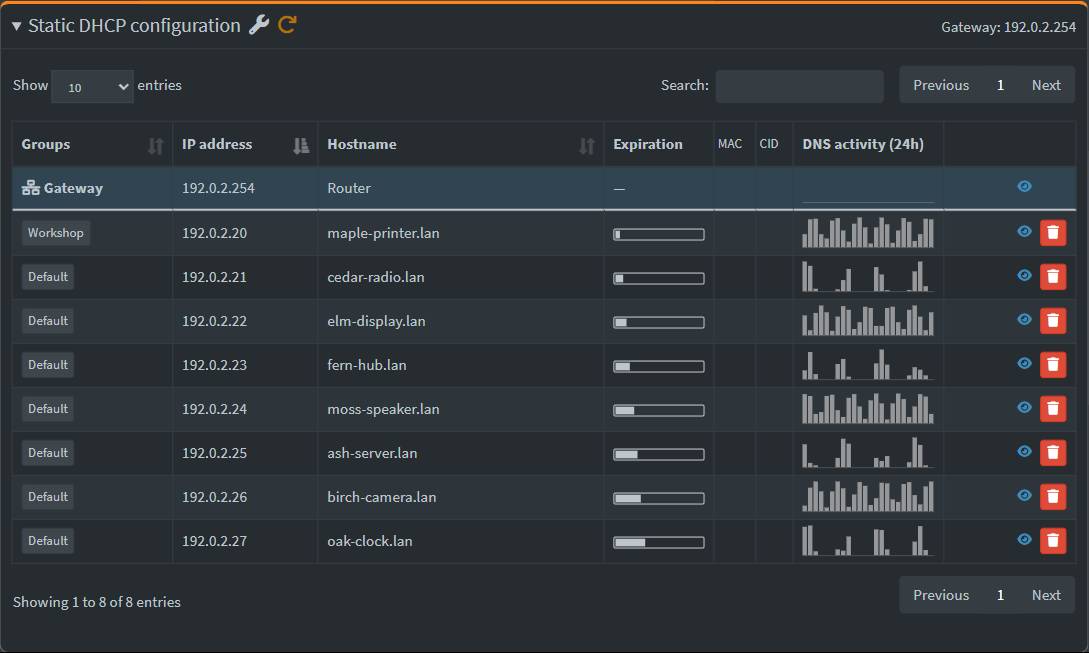 Static DHCP configuration Gateway: 192.0.2.254
Show 10 entries Search: Previous 1 Next
Groups IP address Hostname Expiration MAC CID DNS activity (24h)
Gateway 192.0.2.254 Router —
Workshop 192.0.2.20 maple-printer.lan
Default 192.0.2.21 cedar-radio.lan
Default 192.0.2.22 elm-display.lan
Default 192.0.2.23 fern-hub.lan
Default 192.0.2.24 moss-speaker.lan
Default 192.0.2.25 ash-server.lan
Default 192.0.2.26 birch-camera.lan
Default 192.0.2.27 oak-clock.lan
Showing 1 to 8 of 8 entries Previous 1 Next